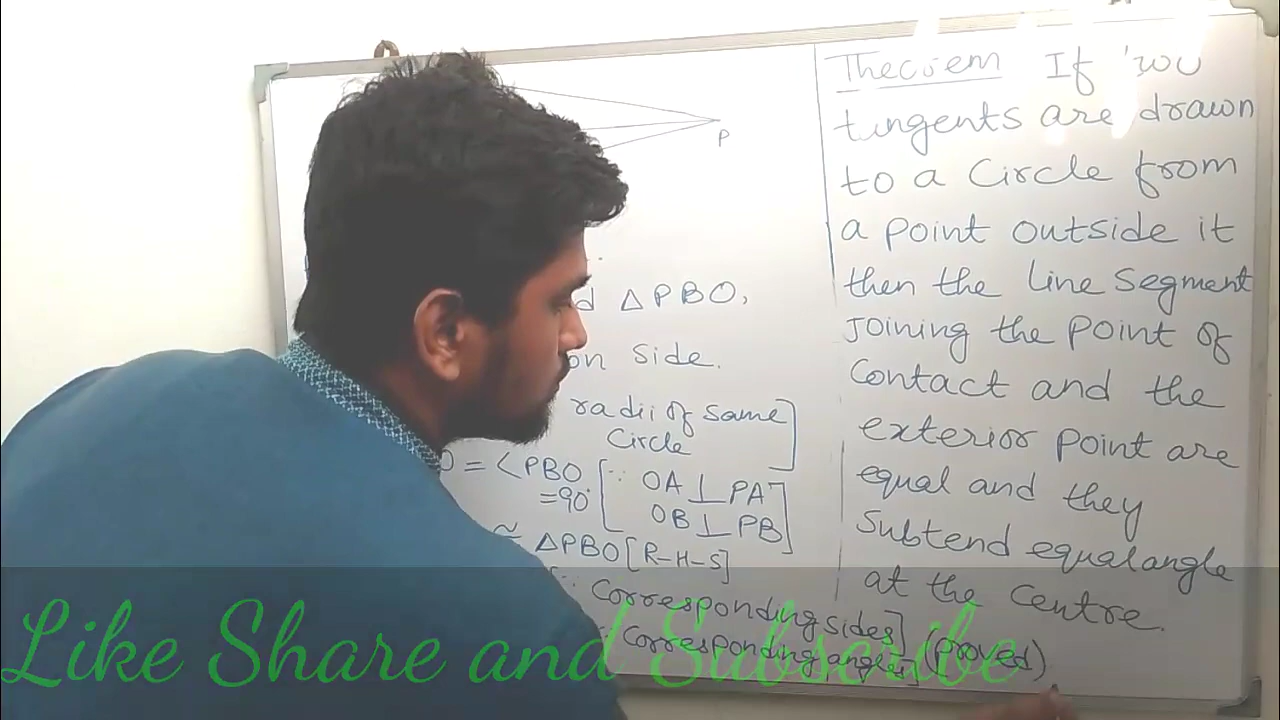 P
d △PBO,
on side.
radii of same
Circle
O = <PBO [∵ OA⊥PA
=90° OB⊥PB]
≅ △PBO [R-H-S]
[∵ Corresponding sides]
Corresponding angles] (Proved)
Theorem If two
tangents are drawn
to a Circle from
a point outside it
then the line segment
Joining the point of
Contact and the
exterior point are
equal and they
Subtend equal angle
at the Centre.
Like Share and Subscribe